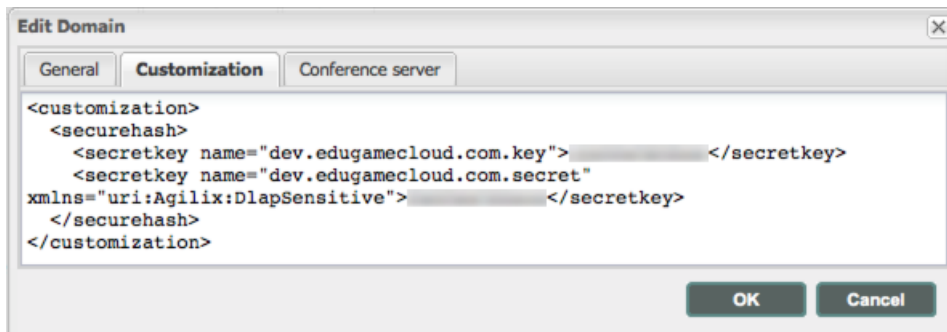 Edit Domain
General Customization Conference server
<customization>
<securehash>
<secretkey name="dev.edugamecloud.com.key"></secretkey>
<secretkey name="dev.edugamecloud.com.secret"
xmlns="uri:Agilix:DlapSensitive"></secretkey>
</securehash>
</customization>
OK Cancel